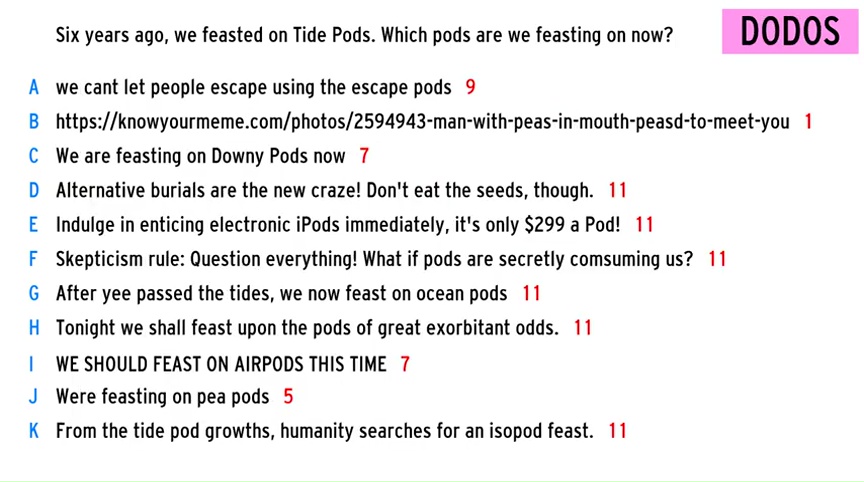 Six years ago, we feasted on Tide Pods. Which pods are we feasting on now?
DODOS
A we cant let people escape using the escape pods 9
B https://knowyourmeme.com/photos/2594943-man-with-peas-in-mouth-peasd-to-meet-you 1
C We are feasting on Downy Pods now 7
D Alternative burials are the new craze! Don't eat the seeds, though. 11
E Indulge in enticing electronic iPods immediately, it's only $299 a Pod! 11
F Skepticism rule: Question everything! What if pods are secretly comsuming us? 11
G After yee passed the tides, we now feast on ocean pods 11
H Tonight we shall feast upon the pods of great exorbitant odds. 11
I WE SHOULD FEAST ON AIRPODS THIS TIME 7
J Were feasting on pea pods 5
K From the tide pod growths, humanity searches for an isopod feast. 11